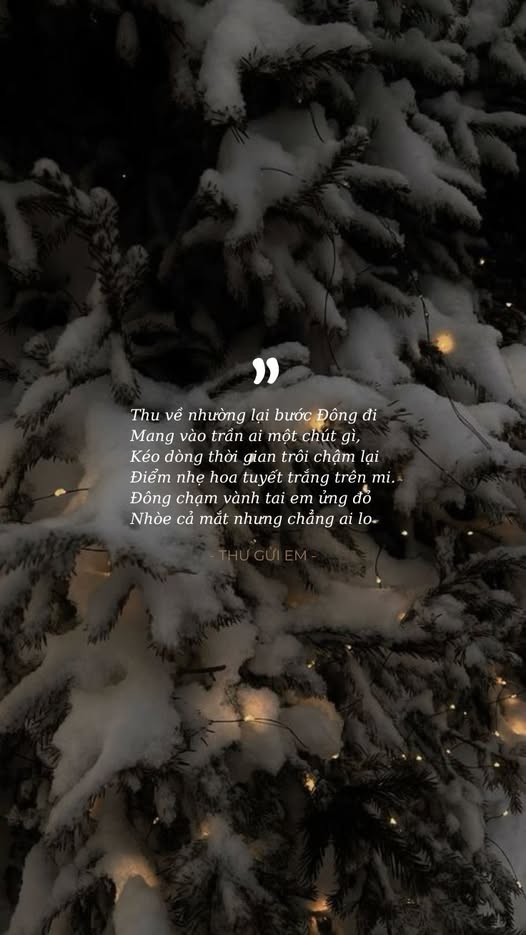 ”
Thu về nhường lại bước Đông đi
Mang vào trần ai một chút gì,
Kéo dòng thời gian trôi chậm lại
Điểm nhẹ hoa tuyết trắng trên mi.
Đông chạm vành tai em ửng đỏ
Nhòe cả mắt nhưng chẳng ai lo.
- THƯ GỬI EM -